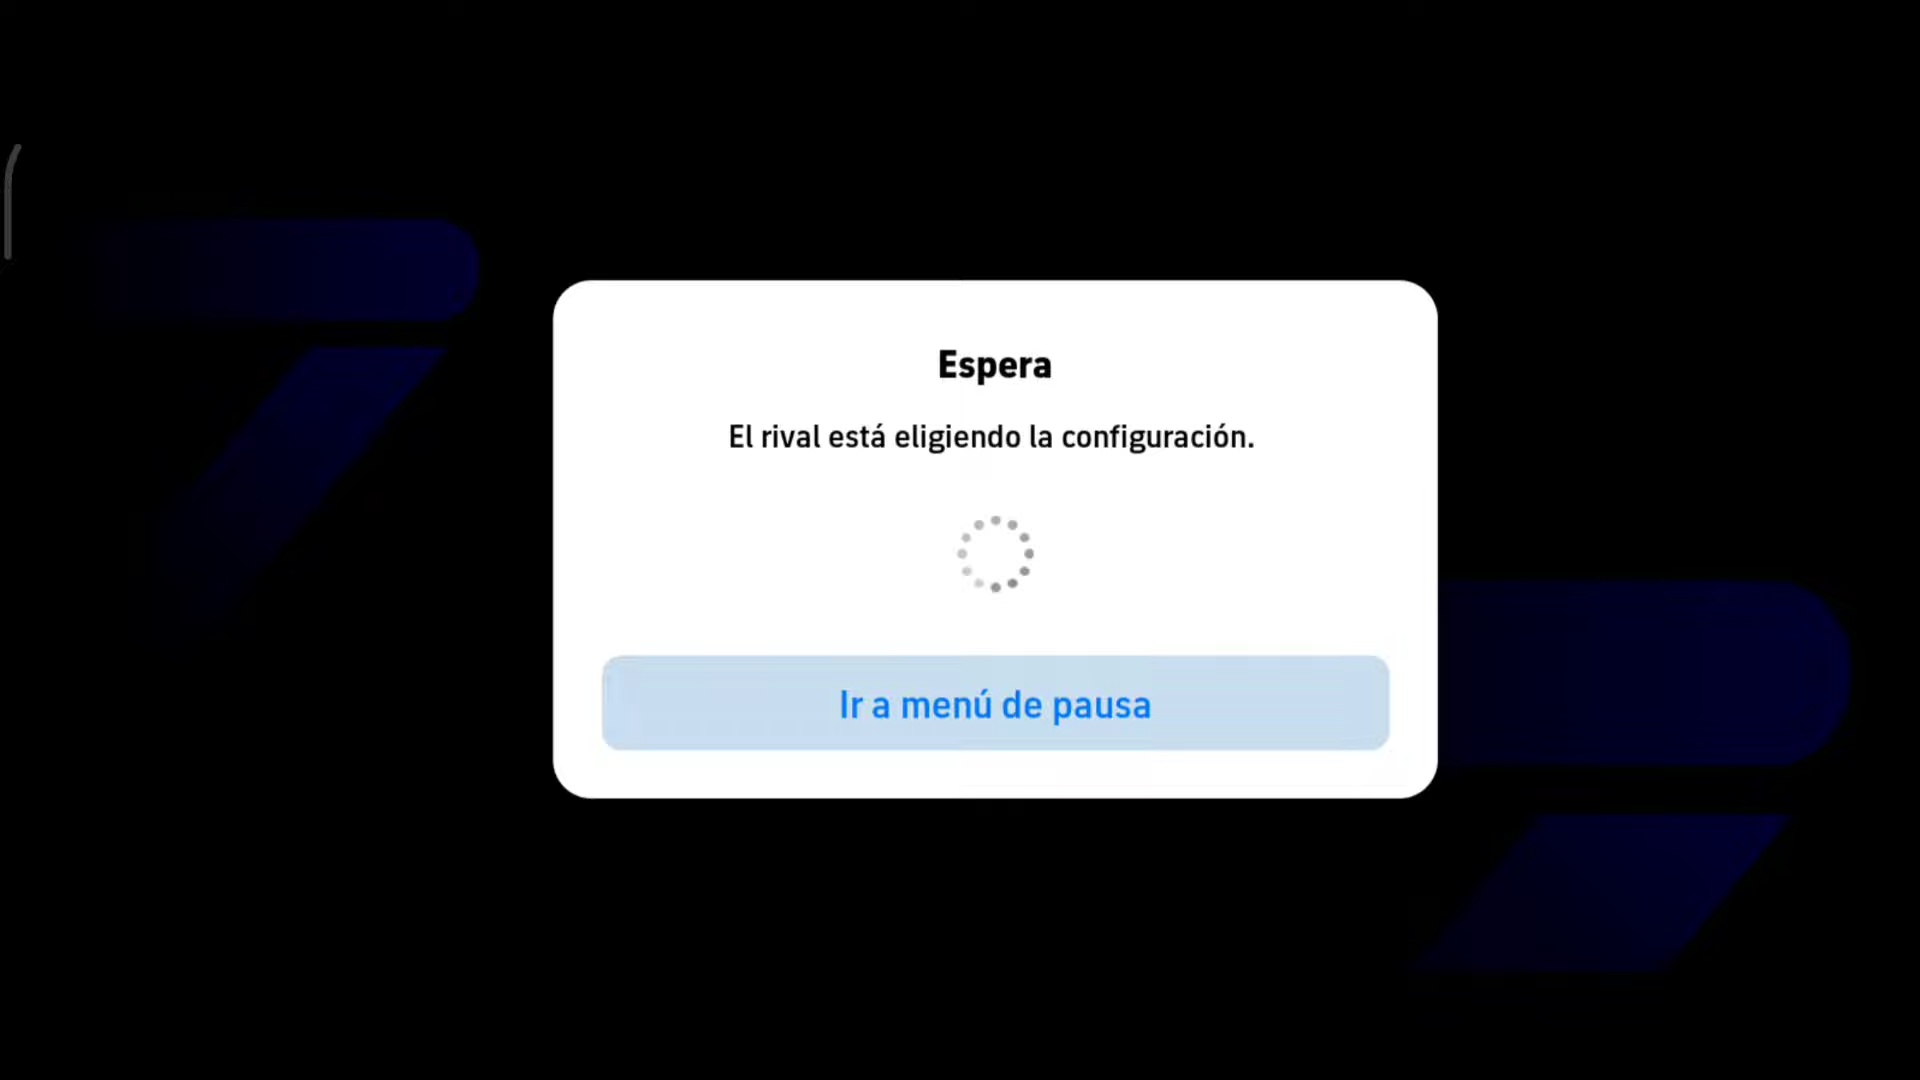 Espera
El rival está eligiendo la configuración.
Ir a menú de pausa